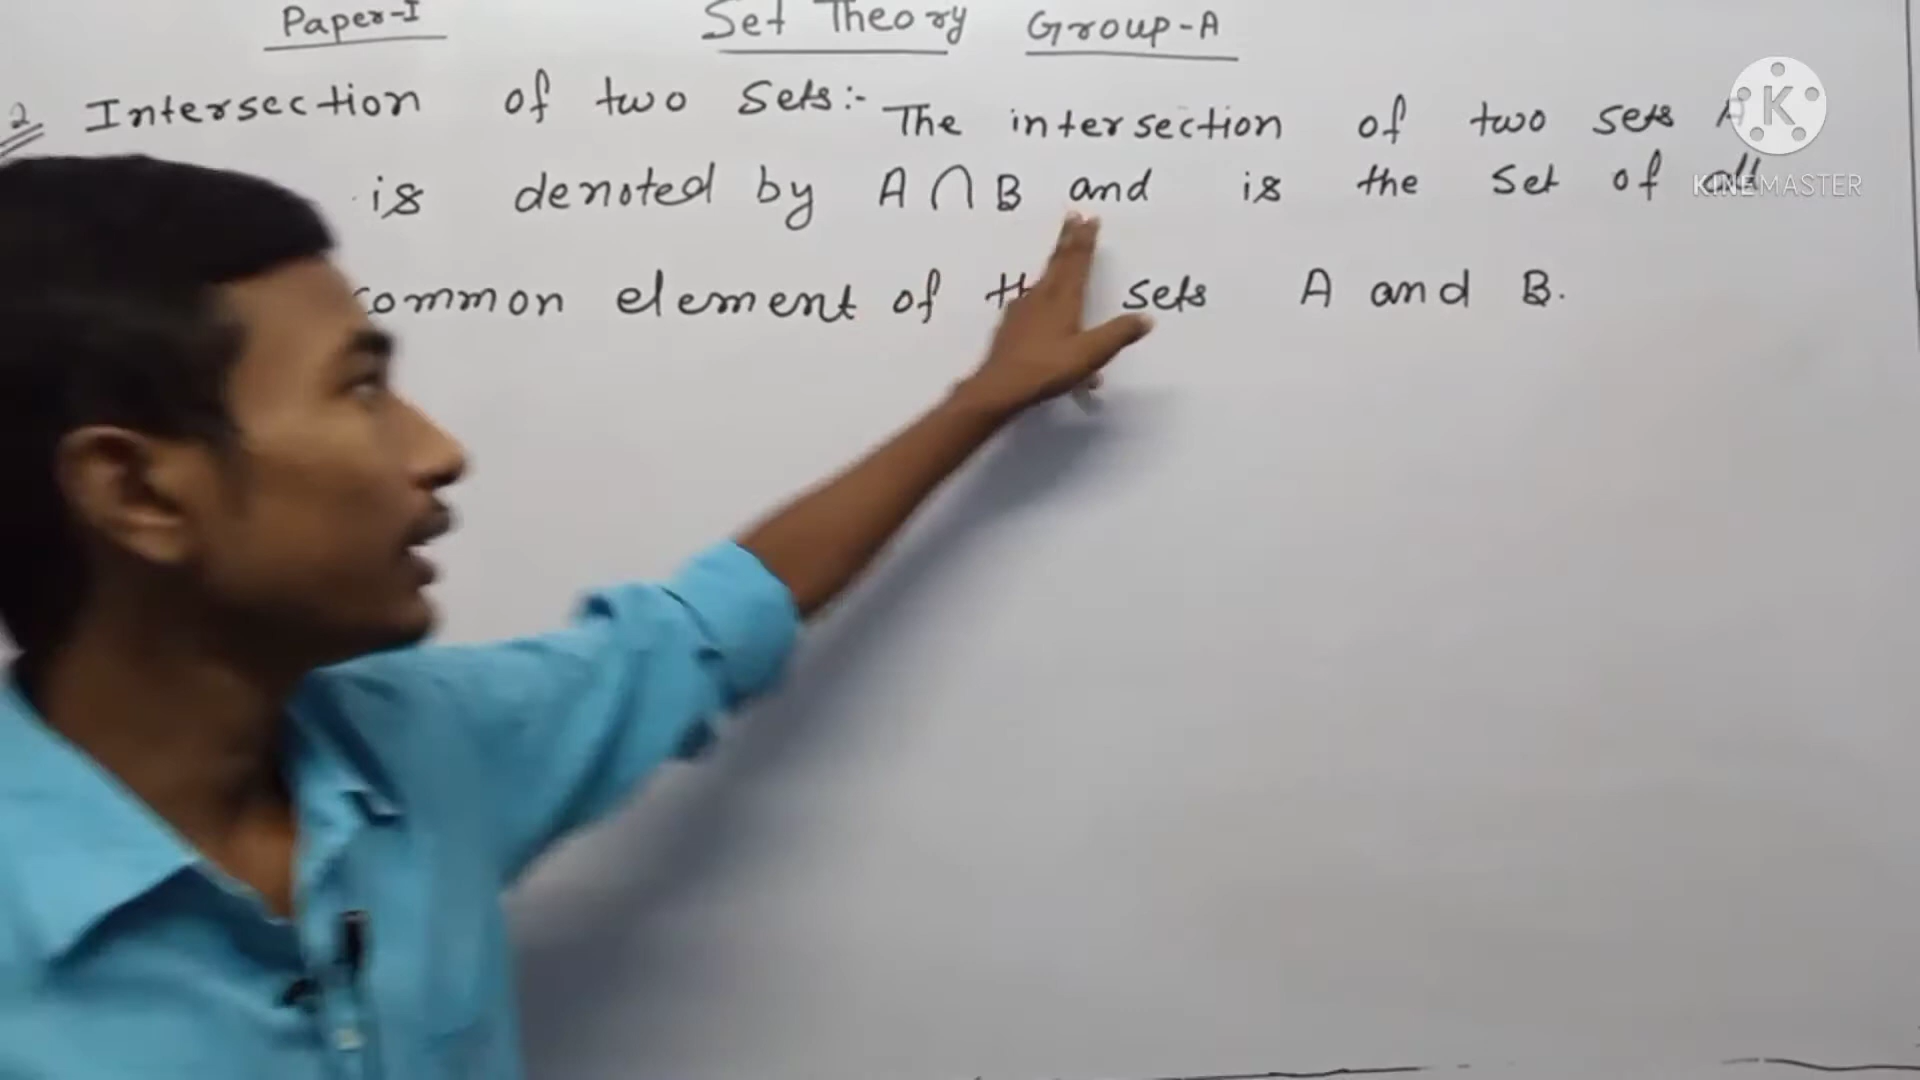 Paper-I Set Theory Group-A
2 Intersection of two Sets:- The intersection of two sets A
is denoted by A ∩ B and is the set of all
common element of sets A and B.
K
KINEMASTER